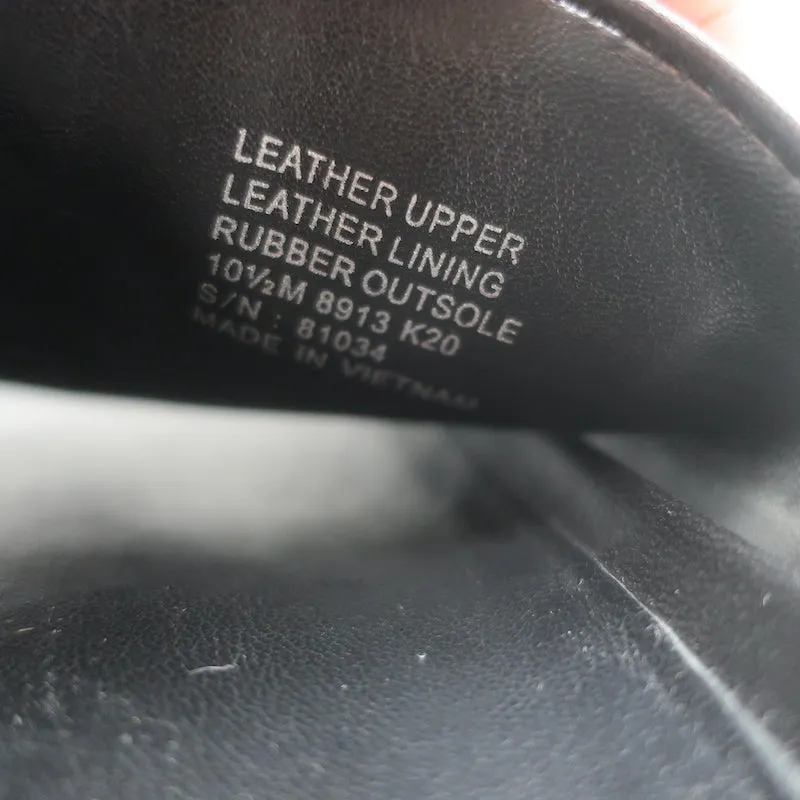 LEATHER UPPER
LEATHER LINING
RUBBER OUTSOLE
10½M 8913 K20
S/N : 81034
MADE IN VIETNAM